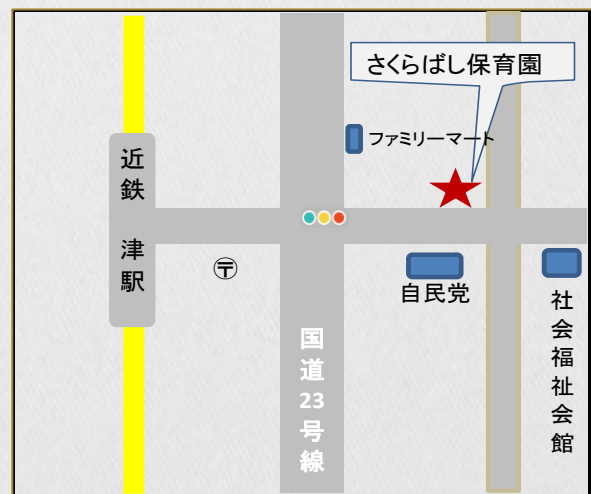 さくらばし保育園
ファミリーマート
近鉄 津駅
〒
自民党
社会福祉会館
国道23号線